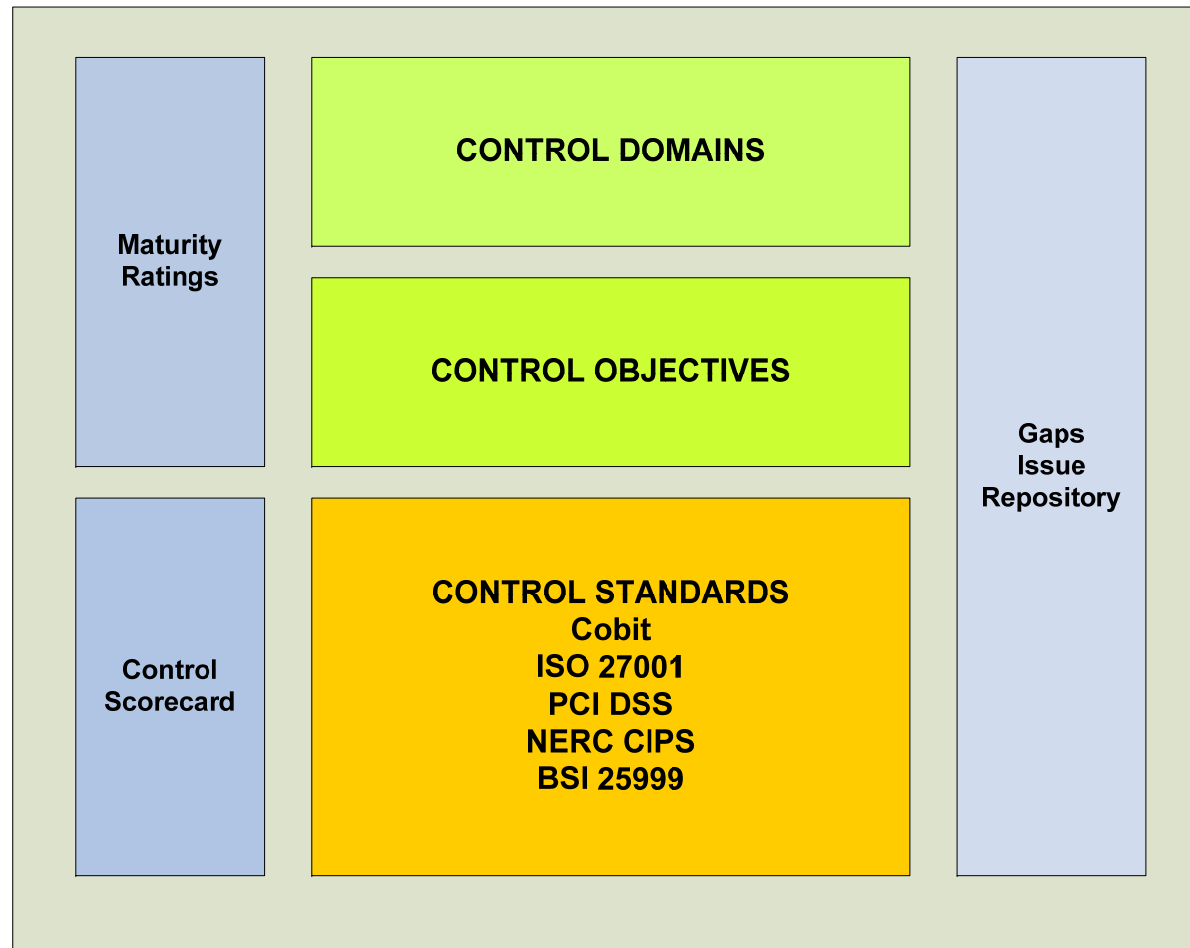 Maturity
Ratings
CONTROL DOMAINS
CONTROL OBJECTIVES
Control
Scorecard
CONTROL STANDARDS
Cobit
ISO 27001
PCI DSS
NERC CIPS
BSI 25999
Gaps
Issue
Repository